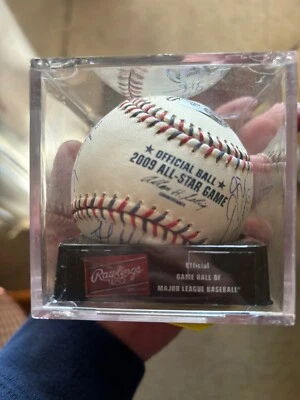 OFFICIAL BALL
2009 ALL-STAR GAME
Rawlings
Official
GAME BALL OF
MAJOR LEAGUE BASEBALL